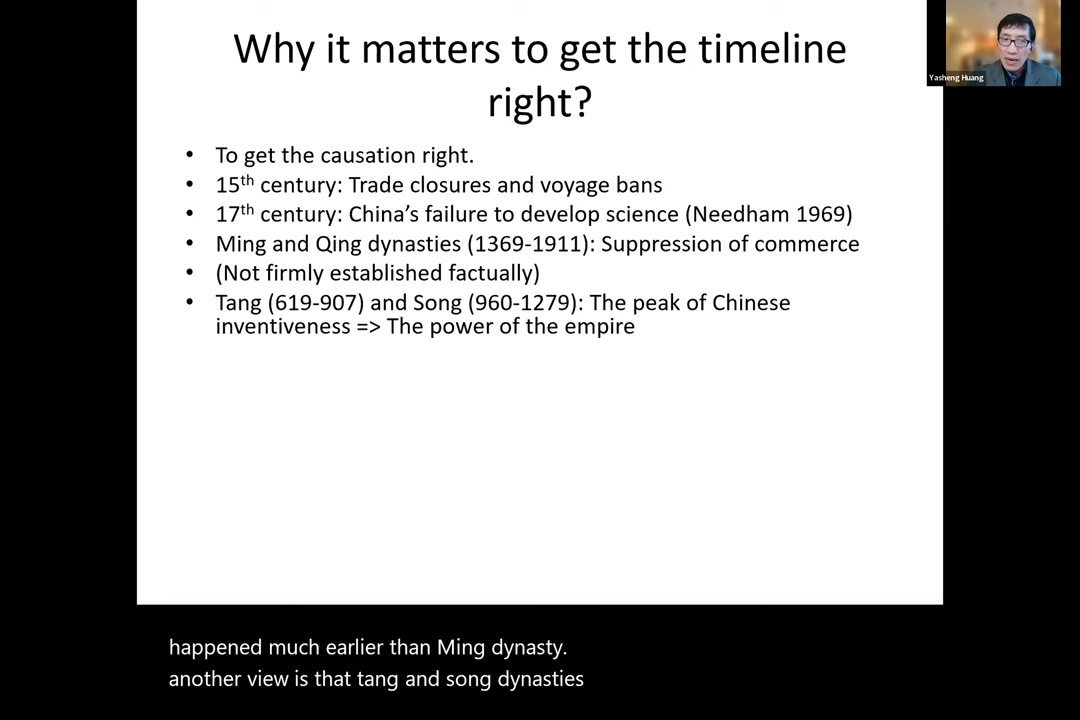 Why it matters to get the timeline
right?
Yasheng Huang
• To get the causation right.
• 15th century: Trade closures and voyage bans
• 17th century: China’s failure to develop science (Needham 1969)
• Ming and Qing dynasties (1369-1911): Suppression of commerce
• (Not firmly established factually)
• Tang (619-907) and Song (960-1279): The peak of Chinese
inventiveness => The power of the empire
happened much earlier than Ming dynasty.
another view is that tang and song dynasties